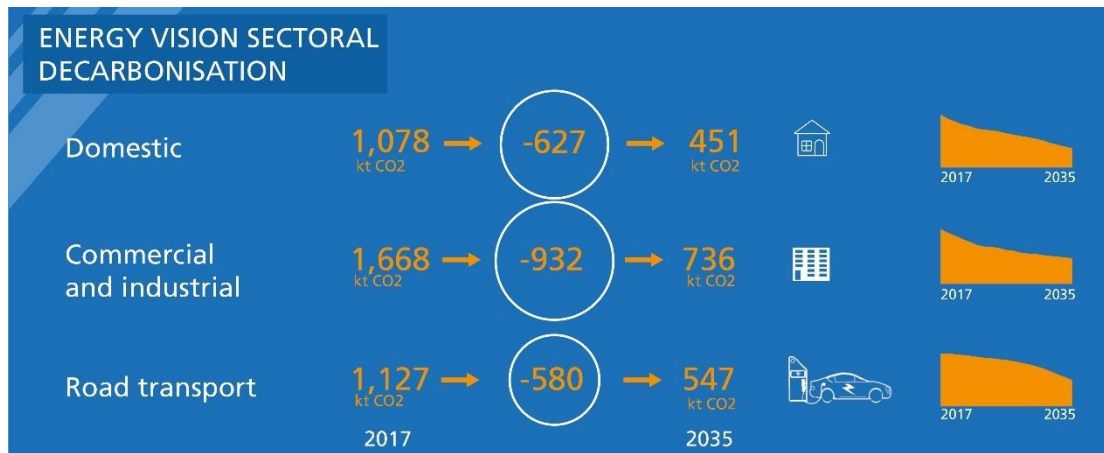 ENERGY VISION SECTORAL
DECARBONISATION
Domestic
1,078
kt CO2
-627
451
kt CO2
2017 2035
Commercial
and industrial
1,668
kt CO2
-932
736
kt CO2
2017 2035
Road transport
1,127
kt CO2
-580
547
kt CO2
2017 2035
2017 2035